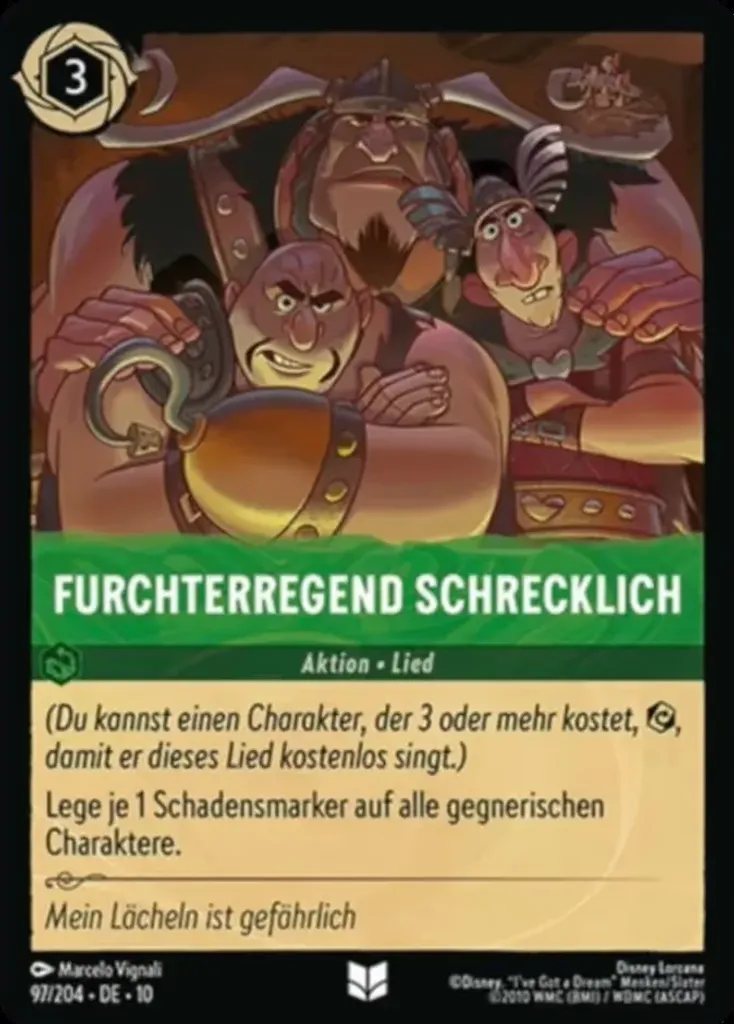 3
FURCHTERREGEND SCHRECKLICH
Aktion • Lied
(Du kannst einen Charakter, der 3 oder mehr kostet, ,
damit er dieses Lied kostenlos singt.)
Lege je 1 Schadensmarker auf alle gegnerischen
Charaktere.
Mein Lächeln ist gefährlich
Marcelo Vignali
97/204 • DE • 10
Disney Lorcana
©Disney, "I've Got a Dream" Menken/Slater
©2010 WMC (BMI) / WDMC (ASCAP)